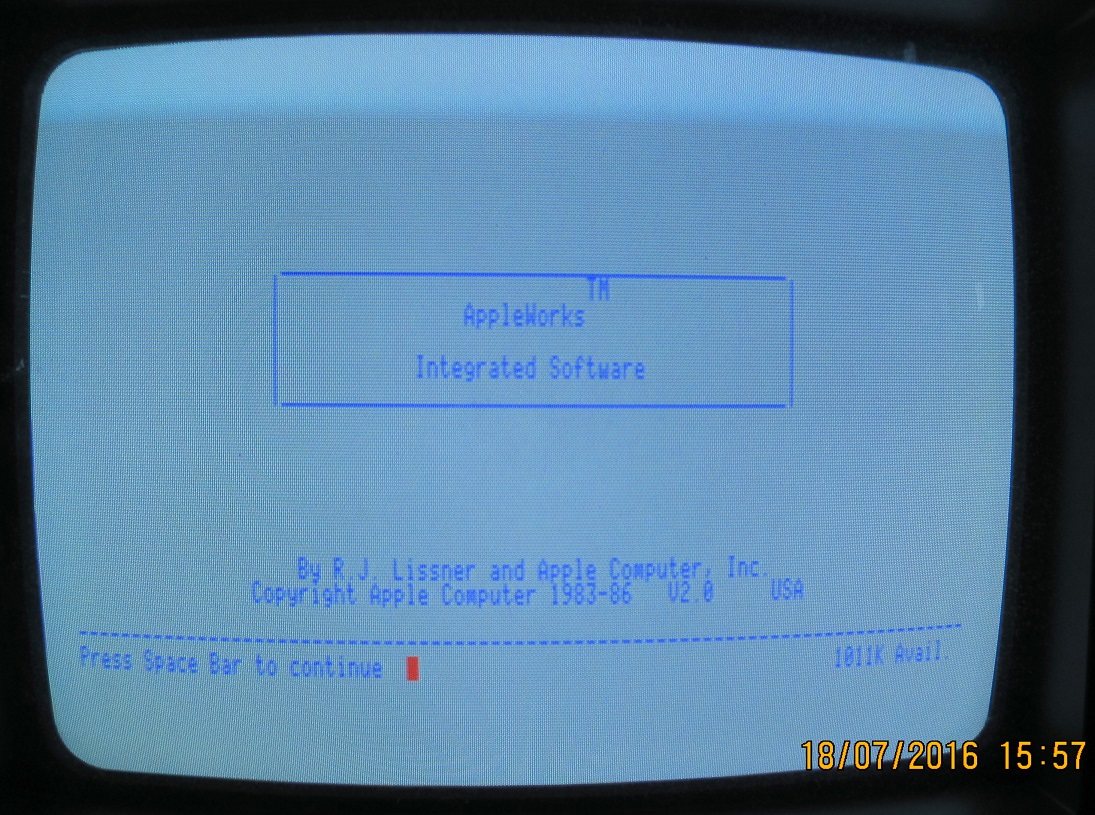 TM
AppleWorks
Integrated Software
By R.J. Lissner and Apple Computer, Inc.
Copyright Apple Computer 1983-86 V2.0 USA
Press Space Bar to continue
1011K Avail.
18/07/2016 15:57